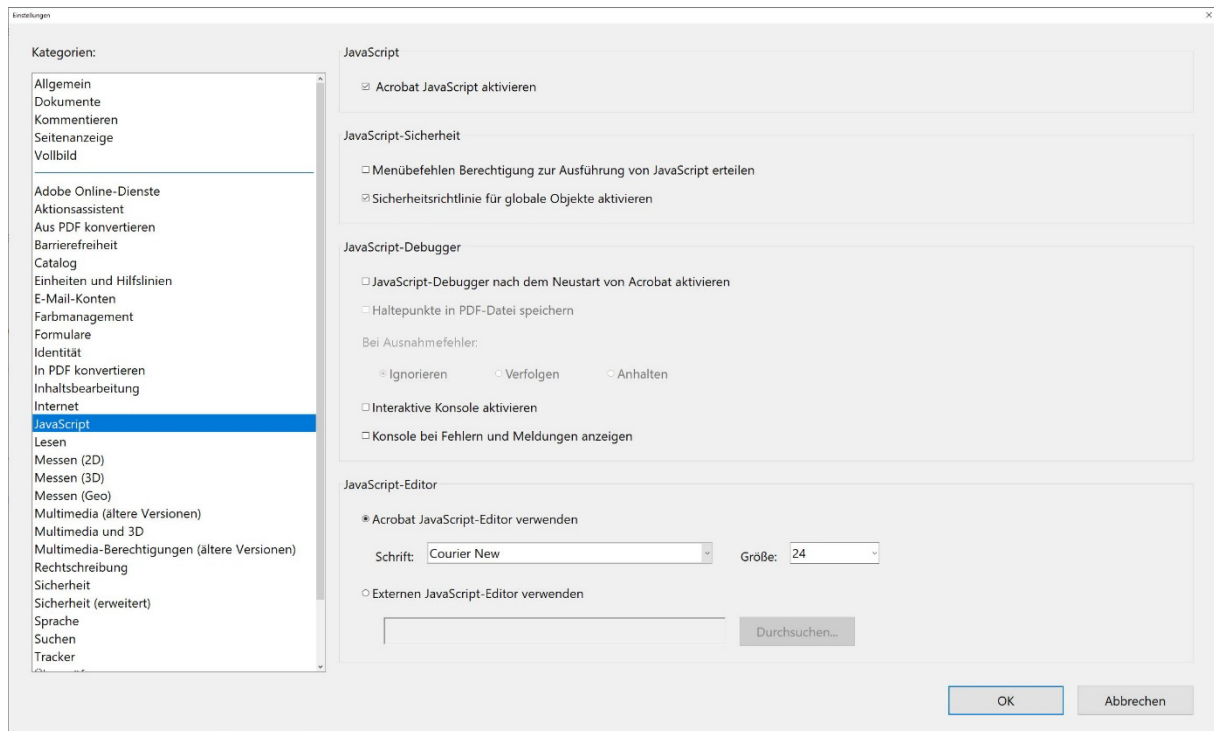 Einstellungen
Kategorien:
Allgemein
Dokumente
Kommentieren
Seitenanzeige
Vollbild
Adobe Online-Dienste
Aktionsassistent
Aus PDF konvertieren
Barrierefreiheit
Catalog
Einheiten und Hilfslinien
E-Mail-Konten
Farbmanagement
Formulare
Identität
In PDF konvertieren
Inhaltsbearbeitung
Internet
JavaScript
Lesen
Messen (2D)
Messen (3D)
Messen (Geo)
Multimedia (ältere Versionen)
Multimedia und 3D
Multimedia-Berechtigungen (ältere Versionen)
Rechtschreibung
Sicherheit
Sicherheit (erweitert)
Sprache
Suchen
Tracker
JavaScript
Acrobat JavaScript aktivieren
JavaScript-Sicherheit
Menübefehlen Berechtigung zur Ausführung von JavaScript erteilen
Sicherheitsrichtlinie für globale Objekte aktivieren
JavaScript-Debugger
JavaScript-Debugger nach dem Neustart von Acrobat aktivieren
Haltepunkte in PDF-Datei speichern
Bei Ausnahmefehler:
Ignorieren Verfolgen Anhalten
Interaktive Konsole aktivieren
Konsole bei Fehlern und Meldungen anzeigen
JavaScript-Editor
Acrobat JavaScript-Editor verwenden
Schrift: Courier New Größe: 24
Externen JavaScript-Editor verwenden
Durchsuchen...
OK Abbrechen